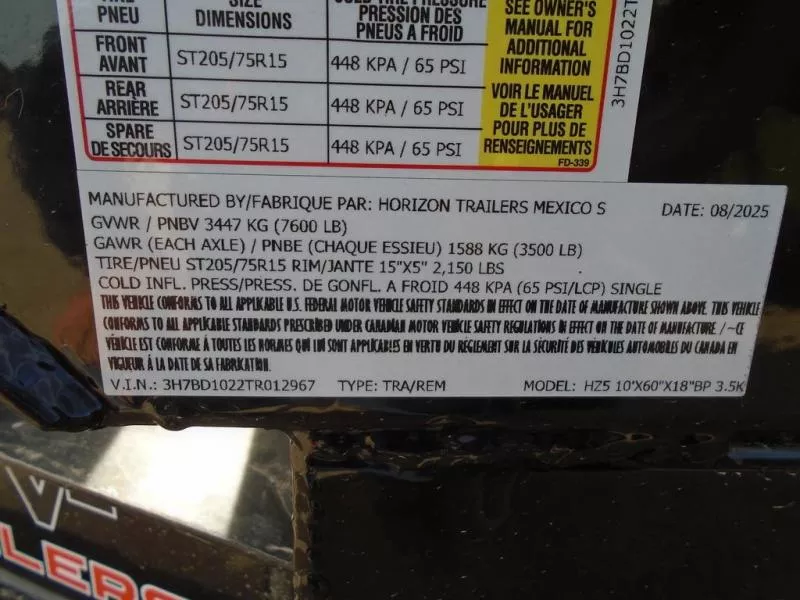 TIRE PNEU
SIZE DIMENSIONS
COLD TIRE PRESSURE PRESSION DES PNEUS A FROID
SEE OWNER'S MANUAL FOR ADDITIONAL INFORMATION
FRONT AVANT ST205/75R15 448 KPA / 65 PSI
REAR ARRIÈRE ST205/75R15 448 KPA / 65 PSI
SPARE DE SECOURS ST205/75R15 448 KPA / 65 PSI
VOIR LE MANUEL DE L'USAGER POUR PLUS DE RENSEIGNEMENTS
FD-339
3H7BD1022T
MANUFACTURED BY/FABRIQUE PAR: HORIZON TRAILERS MEXICO S DATE: 08/2025
GVWR / PNBV 3447 KG (7600 LB)
GAWR (EACH AXLE) / PNBE (CHAQUE ESSIEU) 1588 KG (3500 LB)
TIRE/PNEU ST205/75R15 RIM/JANTE 15"X5" 2,150 LBS
COLD INFL. PRESS/PRESS. DE GONFL. A FROID 448 KPA (65 PSI/LCP) SINGLE
THIS VEHICLE CONFORMS TO ALL APPLICABLE U.S. FEDERAL MOTOR VEHICLE SAFETY STANDARDS IN EFFECT ON THE DATE OF MANUFACTURE SHOWN ABOVE. THIS VEHICLE
CONFORMS TO ALL APPLICABLE STANDARDS PRESCRIBED UNDER CANADIAN MOTOR VEHICLE SAFETY REGULATIONS IN EFFECT ON THE DATE OF MANUFACTURE / ~CE
VÉHICLE EST CONFORME Á TOUTES LES NORMES QUI LUI SONT APPLICABLES EN VERTU DU RÉGLEMENT SUR LA SÉCURITÉ DES VÉHICULES AUTOMOBILES DU CANADA EN
VIGUEUR Á LA DATE DE SA FABRICATION.
V.I.N.: 3H7BD1022TR012967 TYPE: TRA/REM MODEL: HZ5 10'X60"X18"BP 3.5K